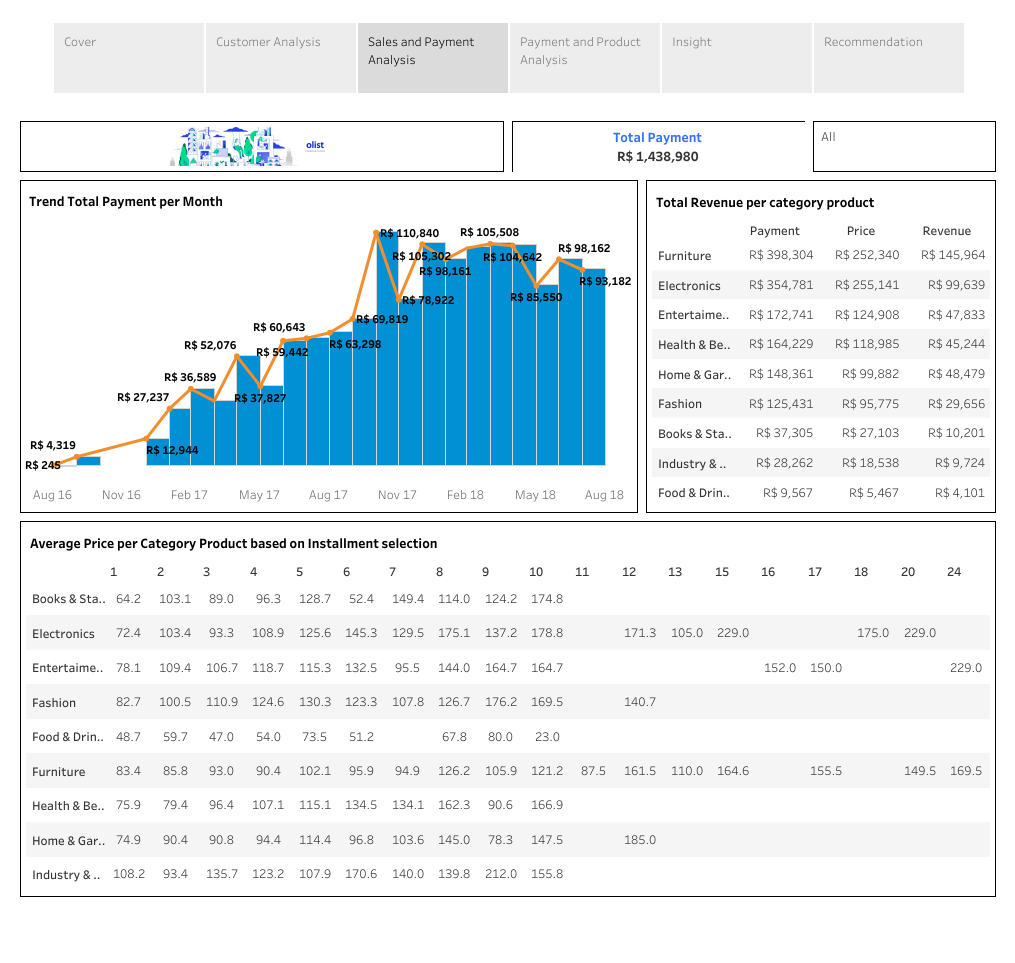 Cover
Customer Analysis
Sales and Payment
Analysis
Payment and Product
Analysis
Insight
Recommendation
olist
Total Payment
R$ 1,438,980
All
Trend Total Payment per Month
R$ 110,840
R$ 105,508
R$ 98,162
R$ 105,302
R$ 104,642
R$ 98,161
R$ 93,182
R$ 78,922
R$ 85,550
R$ 69,819
R$ 60,643
R$ 52,076
R$ 59,442
R$ 63,298
R$ 36,589
R$ 27,237
R$ 37,827
R$ 4,319
R$ 12,944
R$ 245
Aug 16 Nov 16 Feb 17 May 17 Aug 17 Nov 17 Feb 18 May 18 Aug 18
Total Revenue per category product
Payment Price Revenue
Furniture R$ 398,304 R$ 252,340 R$ 145,964
Electronics R$ 354,781 R$ 255,141 R$ 99,639
Entertaime.. R$ 172,741 R$ 124,908 R$ 47,833
Health & Be.. R$ 164,229 R$ 118,985 R$ 45,244
Home & Gar.. R$ 148,361 R$ 99,882 R$ 48,479
Fashion R$ 125,431 R$ 95,775 R$ 29,656
Books & Sta.. R$ 37,305 R$ 27,103 R$ 10,201
Industry & .. R$ 28,262 R$ 18,538 R$ 9,724
Food & Drin.. R$ 9,567 R$ 5,467 R$ 4,101
Average Price per Category Product based on Installment selection
1 2 3 4 5 6 7 8 9 10 11 12 13 15 16 17 18 20 24
Books & Sta.. 64.2 103.1 89.0 96.3 128.7 52.4 149.4 114.0 124.2 174.8
Electronics 72.4 103.4 93.3 108.9 125.6 145.3 129.5 175.1 137.2 178.8 171.3 105.0 229.0 175.0 229.0
Entertaime.. 78.1 109.4 106.7 118.7 115.3 132.5 95.5 144.0 164.7 164.7 152.0 150.0 229.0
Fashion 82.7 100.5 110.9 124.6 130.3 123.3 107.8 126.7 176.2 169.5 140.7
Food & Drin.. 48.7 59.7 47.0 54.0 73.5 51.2 67.8 80.0 23.0
Furniture 83.4 85.8 93.0 90.4 102.1 95.9 94.9 126.2 105.9 121.2 87.5 161.5 110.0 164.6 155.5 149.5 169.5
Health & Be.. 75.9 79.4 96.4 107.1 115.1 134.5 134.1 162.3 90.6 166.9
Home & Gar.. 74.9 90.4 90.8 94.4 114.4 96.8 103.6 145.0 78.3 147.5 185.0
Industry & .. 108.2 93.4 135.7 123.2 107.9 170.6 140.0 139.8 212.0 155.8